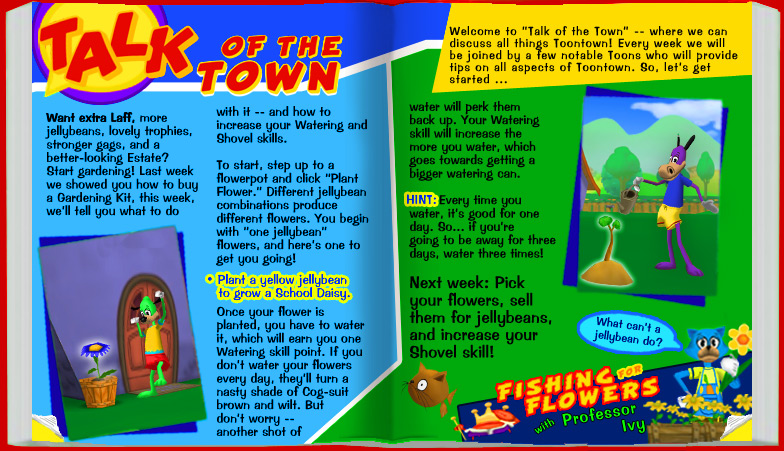 TALK OF THE TOWN
Welcome to "Talk of the Town" -- where we can
discuss all things Toontown! Every week we will
be joined by a few notable Toons who will provide
tips on all aspects of Toontown. So, let's get
started ...
Want extra Laff, more
jellybeans, lovely trophies,
stronger gags, and a
better-looking Estate?
Start gardening! Last week
we showed you how to buy
a Gardening Kit, this week,
we'll tell you what to do
with it -- and how to
increase your Watering and
Shovel skills.
To start, step up to a
flowerpot and click "Plant
Flower." Different jellybean
combinations produce
different flowers. You begin
with "one jellybean"
flowers, and here's one to
get you going!
• Plant a yellow jellybean
to grow a School Daisy.
Once your flower is
planted, you have to water
it, which will earn you one
Watering skill point. If you
don't water your flowers
every day, they'll turn a
nasty shade of Cog-suit
brown and wilt. But
don't worry --
another shot of
water will perk them
back up. Your Watering
skill will increase the
more you water, which
goes towards getting a
bigger watering can.
HINT: Every time you
water, it's good for one
day. So... if you're
going to be away for three
days, water three times!
Next week: Pick
your flowers, sell
them for jellybeans,
and increase your
Shovel skill!
What can't a
jellybean do?
FISHING FOR
FLOWERS
with Professor
Ivy